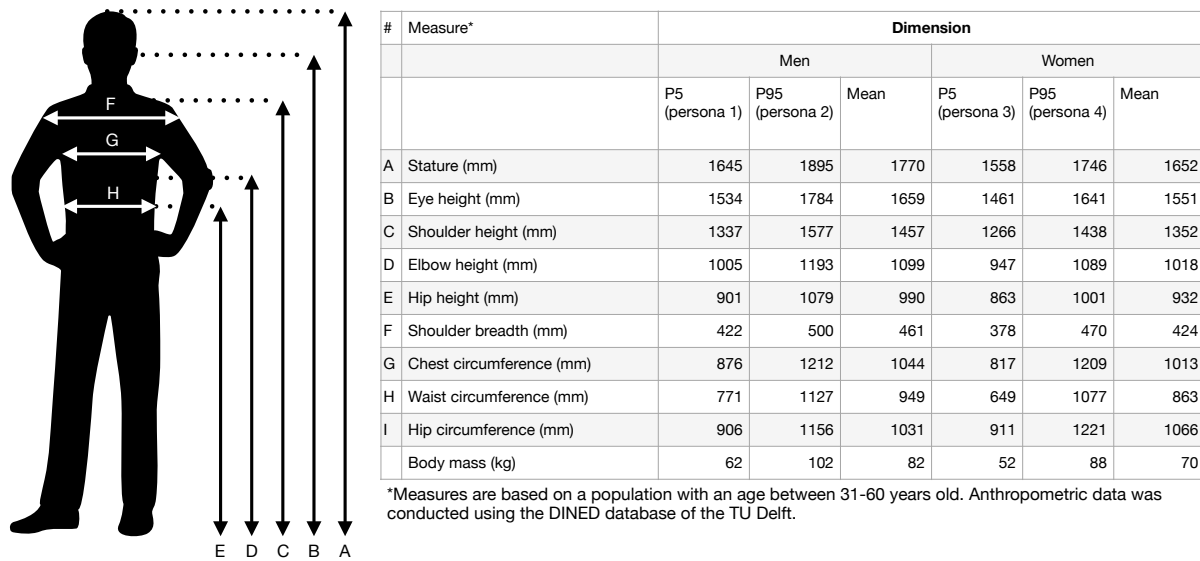 F
G
H
E D C B A
# Measure* Dimension
Men Women
P5 (persona 1) P95 (persona 2) Mean P5 (persona 3) P95 (persona 4) Mean
A Stature (mm) 1645 1895 1770 1558 1746 1652
B Eye height (mm) 1534 1784 1659 1461 1641 1551
C Shoulder height (mm) 1337 1577 1457 1266 1438 1352
D Elbow height (mm) 1005 1193 1099 947 1089 1018
E Hip height (mm) 901 1079 990 863 1001 932
F Shoulder breadth (mm) 422 500 461 378 470 424
G Chest circumference (mm) 876 1212 1044 817 1209 1013
H Waist circumference (mm) 771 1127 949 649 1077 863
I Hip circumference (mm) 906 1156 1031 911 1221 1066
Body mass (kg) 62 102 82 52 88 70
*Measures are based on a population with an age between 31-60 years old. Anthropometric data was
conducted using the DINED database of the TU Delft.